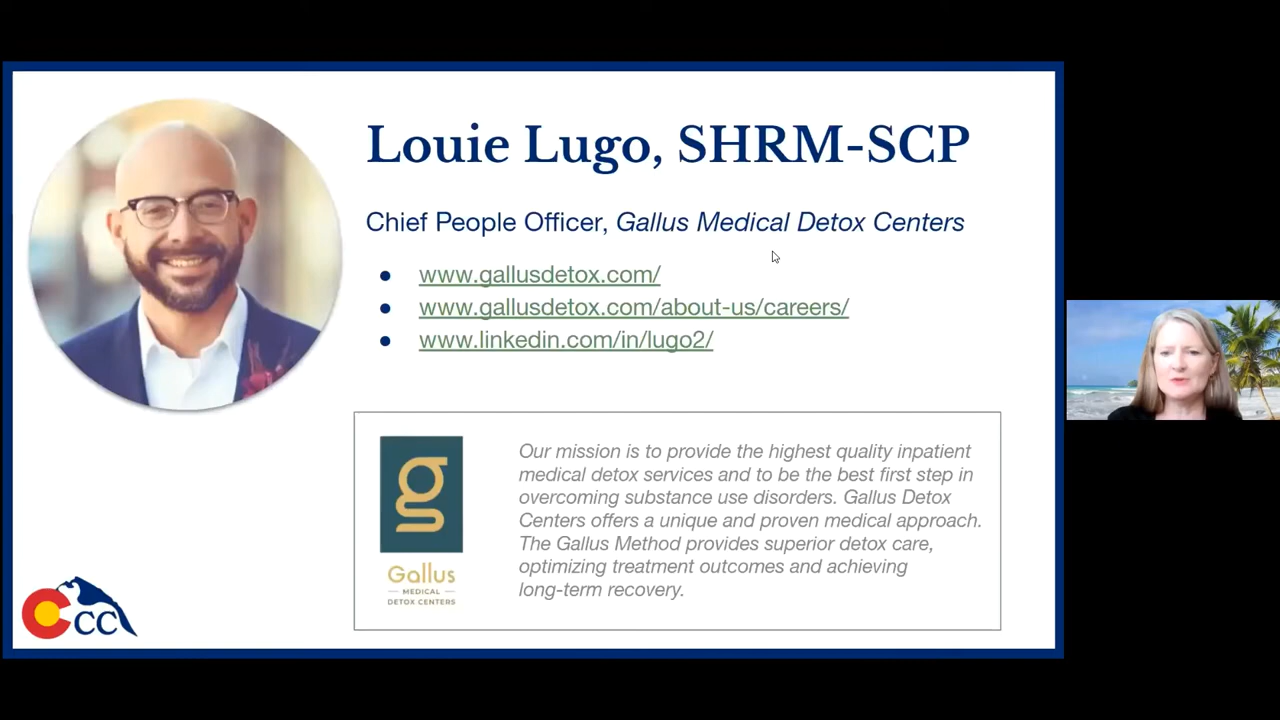 Louie Lugo, SHRM-SCP
Chief People Officer, Gallus Medical Detox Centers
www.gallusdetox.com/
www.gallusdetox.com/about-us/careers/
www.linkedin.com/in/lugo2/
Our mission is to provide the highest quality inpatient
medical detox services and to be the best first step in
overcoming substance use disorders. Gallus Detox
Centers offers a unique and proven medical approach.
The Gallus Method provides superior detox care,
optimizing treatment outcomes and achieving
long-term recovery.
g
Gallus
MEDICAL
DETOX CENTERS
CCC